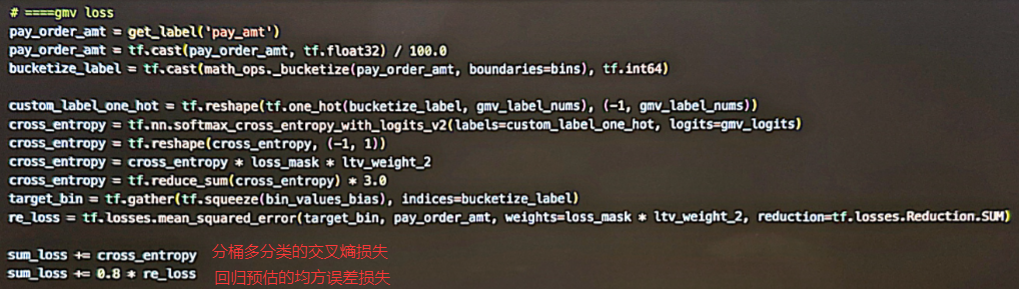 # ====gmv loss
pay_order_amt = get_label('pay_amt')
pay_order_amt = tf.cast(pay_order_amt, tf.float32) / 100.0
bucketize_label = tf.cast(math_ops._bucketize(pay_order_amt, boundaries=bins), tf.int64)
custom_label_one_hot = tf.reshape(tf.one_hot(bucketize_label, gmv_label_nums), (-1, gmv_label_nums))
cross_entropy = tf.nn.softmax_cross_entropy_with_logits_v2(labels=custom_label_one_hot, logits=gmv_logits)
cross_entropy = tf.reshape(cross_entropy, (-1, 1))
cross_entropy = cross_entropy * loss_mask * ltv_weight_2
cross_entropy = tf.reduce_sum(cross_entropy) * 3.0
target_bin = tf.gather(tf.squeeze(bin_values_bias), indices=bucketize_label)
re_loss = tf.losses.mean_squared_error(target_bin, pay_order_amt, weights=loss_mask * ltv_weight_2, reduction=tf.losses.Reduction.SUM)
sum_loss += cross_entropy 分桶多分类的交叉熵损失
sum_loss += 0.8 * re_loss 回归预估的均方误差损失